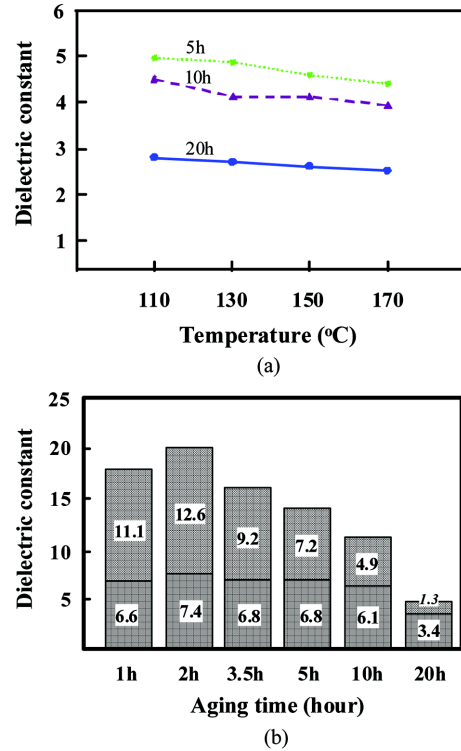 6
5
4
3
2
1
Dielectric constant
5h
10h
20h
110 130 150 170
Temperature (ºC)
(a)
25
20
15
10
5
Dielectric constant
11.1 12.6 9.2 7.2 4.9 1.3
6.6 7.4 6.8 6.8 6.1 3.4
1h 2h 3.5h 5h 10h 20h
Aging time (hour)
(b)